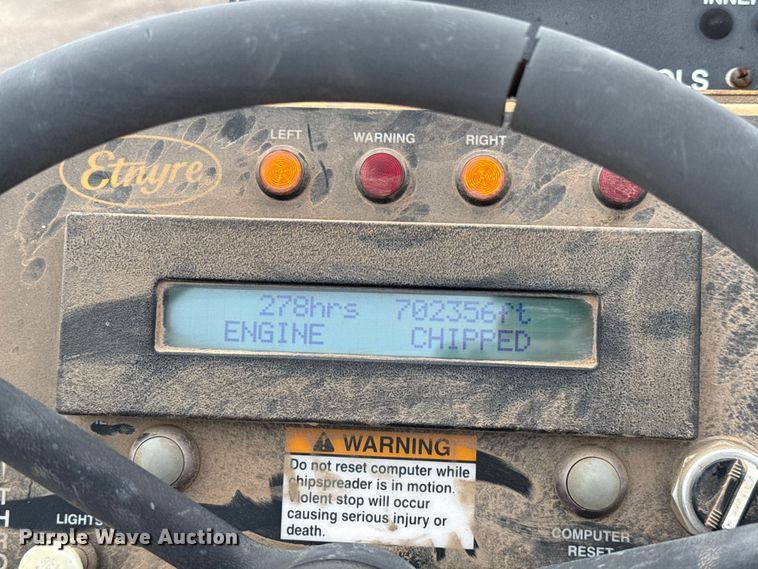 OLS
LEFT WARNING RIGHT
Etnyre
278hrs 702356ft
ENGINE CHIPPED
WARNING
Do not reset computer while
chipspreader is in motion.
Violent stop will occur
causing serious injury or
death.
LIGHTS
COMPUTER
RESET
Purple Wave Auction